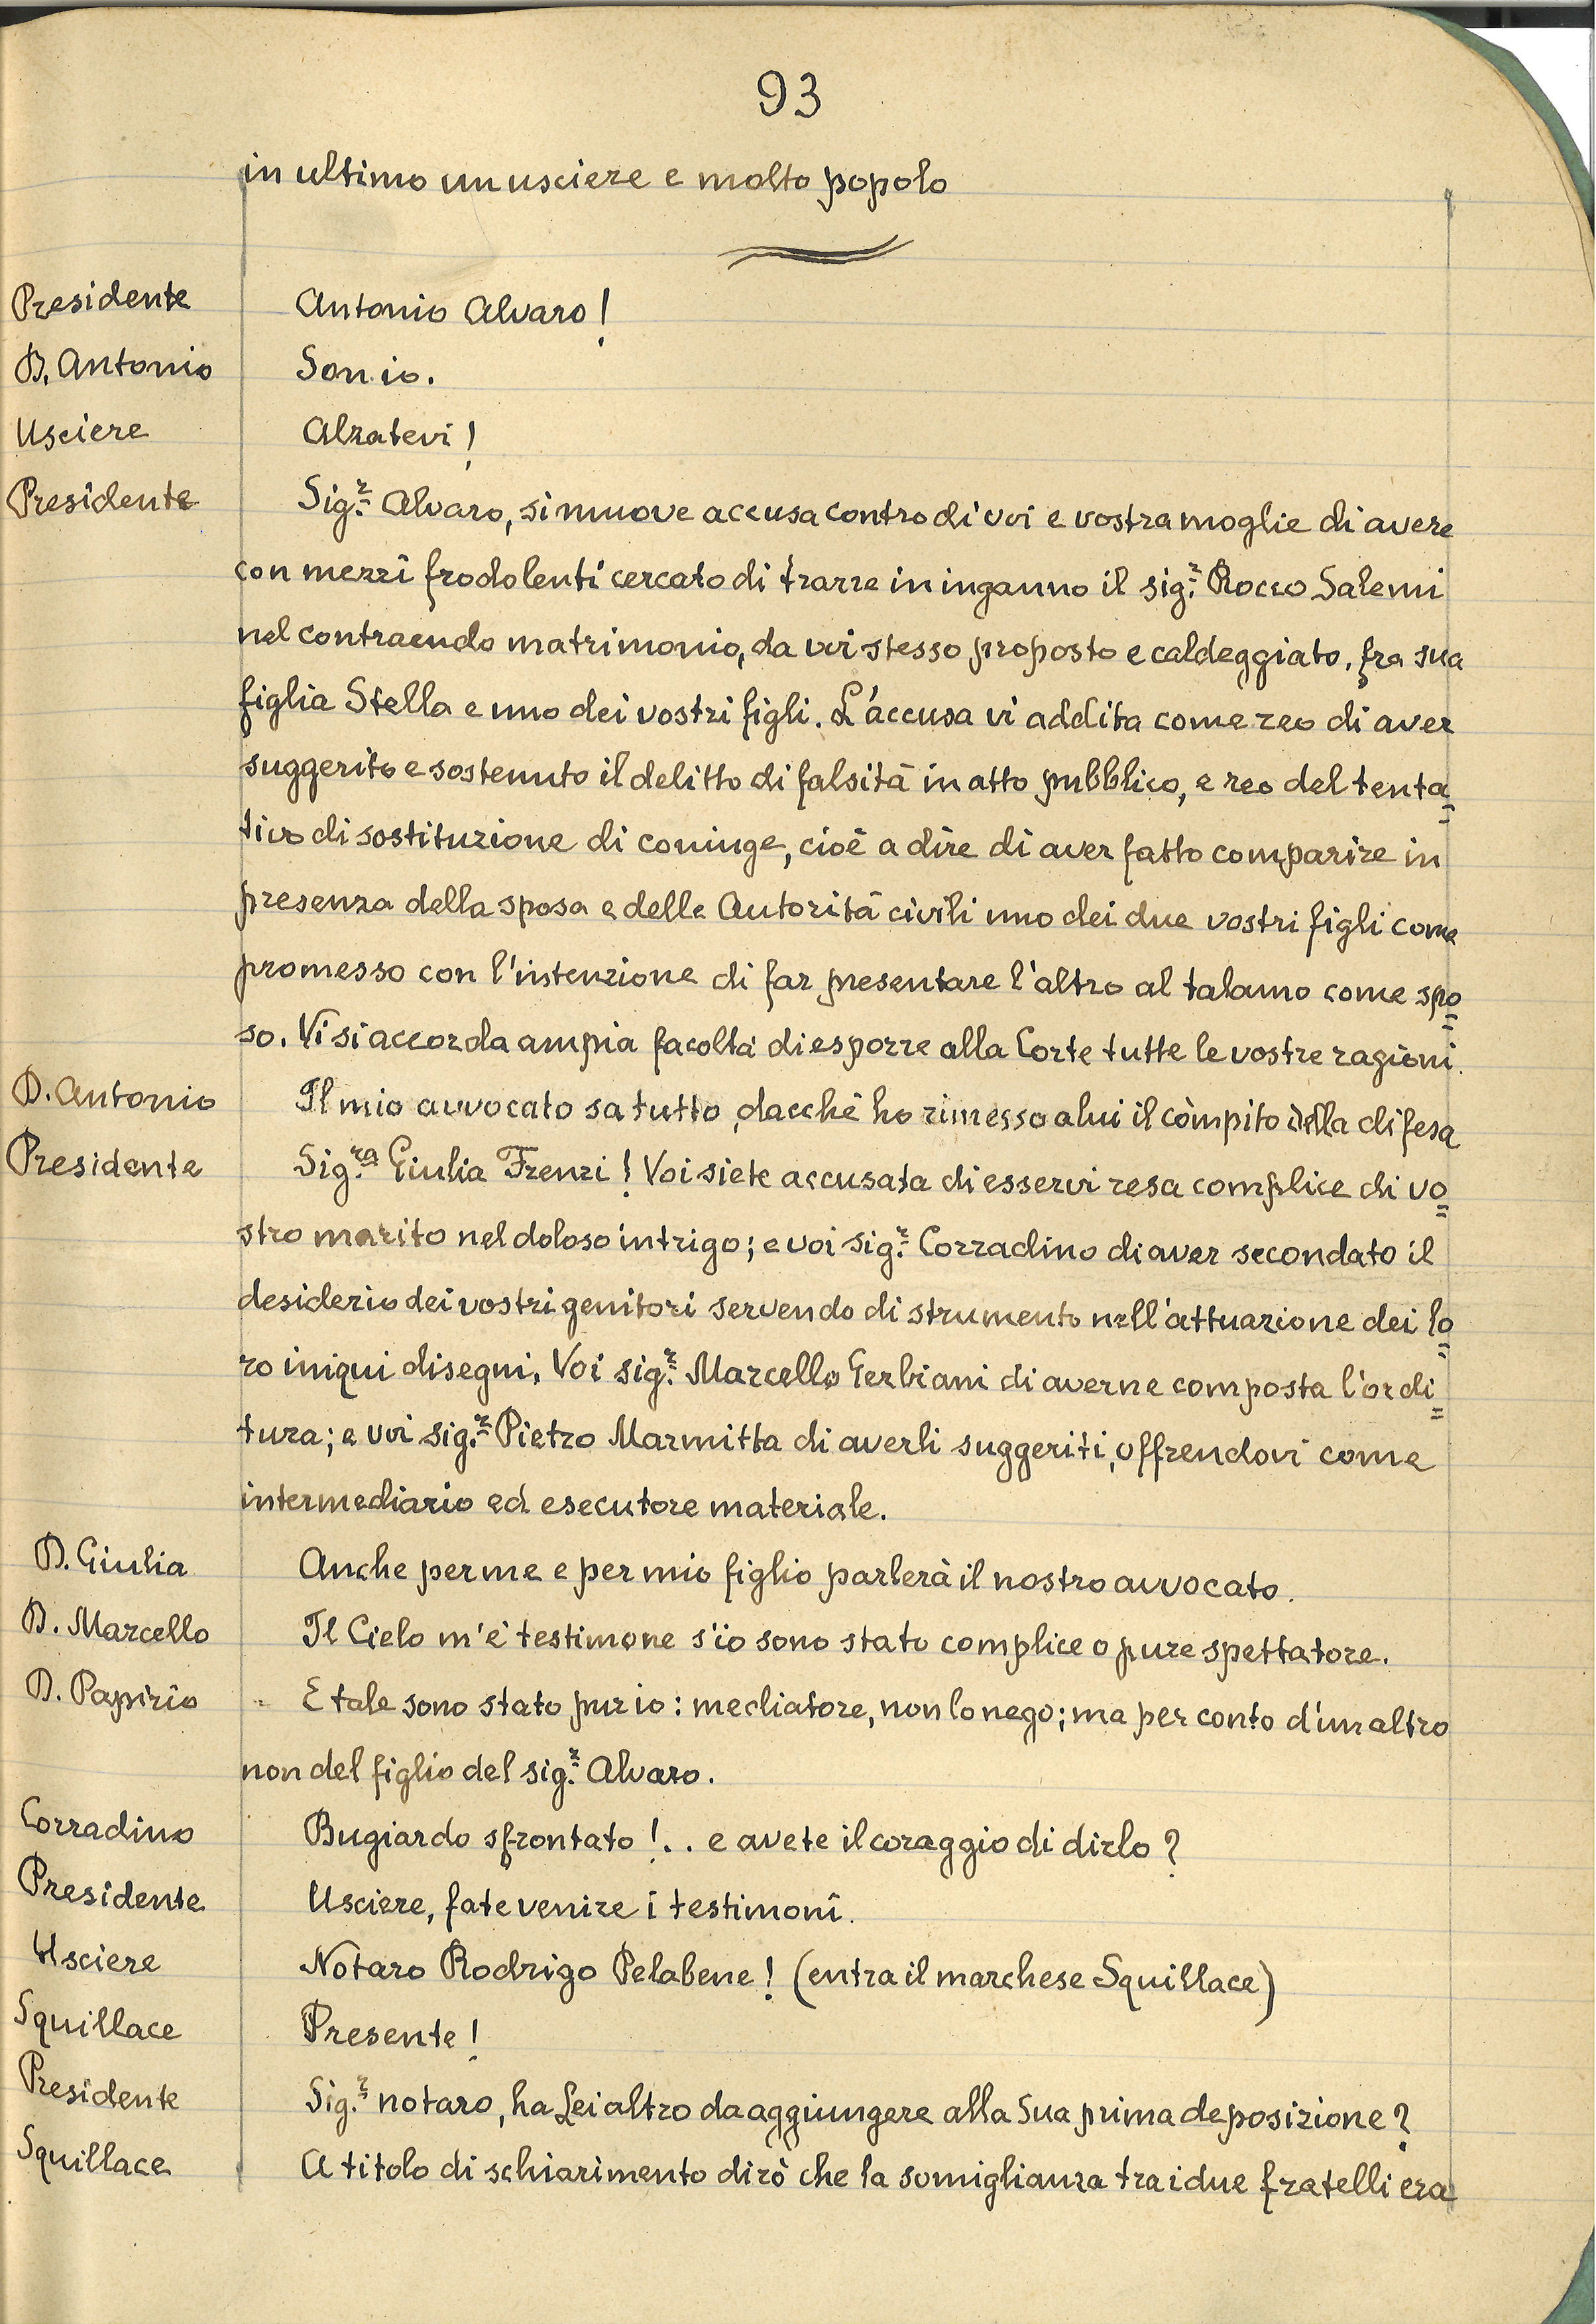 93
in ultimo un usciere e molto popolo
Presidente Antonio Alvaro!
D. Antonio Son io.
Usciere Alzatevi!
Presidente Sig.r Alvaro, si muove accusa contro di voi e vostra moglie di avere
con mezzi frodolenti cercato di trarre in inganno il sig.r Rocco Salemi
nel contraendo matrimonio, da voi stesso proposto e caldeggiato, fra sua
figlia Stella e uno dei vostri figli. L'accusa vi addita come reo di aver
suggerito e sostenuto il delitto di falsità in atto pubblico, e reo del tenta=
tivo di sostituzione di coniuge, cioè a dire di aver fatto comparire in
presenza della sposa e delle Autorità civili uno dei due vostri figli come
promesso con l'intenzione di far presentare l'altro al talamo come spo=
so. Vi si accorda ampia facoltà di esporre alla Corte tutte le vostre ragioni.
D. Antonio Il mio avvocato sa tutto, dacchè ho rimesso a lui il còmpito della difesa
Presidente Sig.ra Giulia Frenzi! Voi siete accusata di esservi resa complice di vo=
stro marito nel doloso intrigo; e voi sig.r Corradino di aver secondato il
desiderio dei vostri genitori servendo di strumento nell'attuazione dei lo=
ro iniqui disegni. Voi sig.r Marcello Gerbiani di averne composta l'ordi=
tura; e voi sig.r Pietro Marmitta di averli suggeriti, offrendovi come
intermediario ed esecutore materiale.
D. Giulia Anche per me e per mio figlio parlerà il nostro avvocato.
D. Marcello Il Cielo m'è testimone s'io sono stato complice o pure spettatore.
D. Papirio E tale sono stato pur io: mediatore, non lo nego; ma per conto d'un altro
non del figlio del sig.r Alvaro.
Corradino Bugiardo sfrontato!.. e avete il coraggio di dirlo?
Presidente Usciere, fate venire i testimoni.
Usciere Notaro Rodrigo Pelabene! (entra il marchese Squillace)
Squillace Presente!
Presidente Sig.r notaro, ha Lei altro da aggiungere alla Sua prima deposizione?
Squillace A titolo di schiarimento dirò che la somiglianza tra i due fratelli era